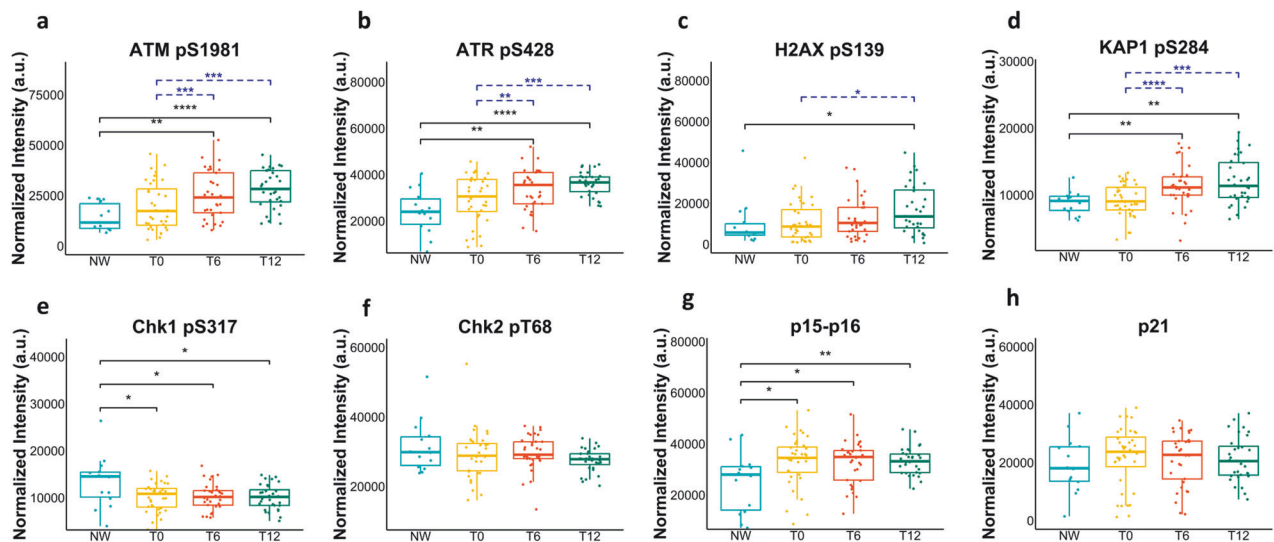 a
ATM pS1981
Normalized Intensity (a.u.)
75000
50000
25000
0
***
***
****
**
NW T0 T6 T12
b
ATR pS428
Normalized Intensity (a.u.)
80000
60000
40000
20000
0
***
**
****
**
NW T0 T6 T12
c
H2AX pS139
Normalized Intensity (a.u.)
80000
60000
40000
20000
0
*
*
NW T0 T6 T12
d
KAP1 pS284
Normalized Intensity (a.u.)
30000
20000
10000
0
***
****
**
**
NW T0 T6 T12
e
Chk1 pS317
Normalized Intensity (a.u.)
40000
30000
20000
10000
*
*
*
NW T0 T6 T12
f
Chk2 pT68
Normalized Intensity (a.u.)
60000
40000
20000
NW T0 T6 T12
g
p15-p16
Normalized Intensity (a.u.)
80000
60000
40000
20000
**
*
*
NW T0 T6 T12
h
p21
Normalized Intensity (a.u.)
60000
40000
20000
0
NW T0 T6 T12